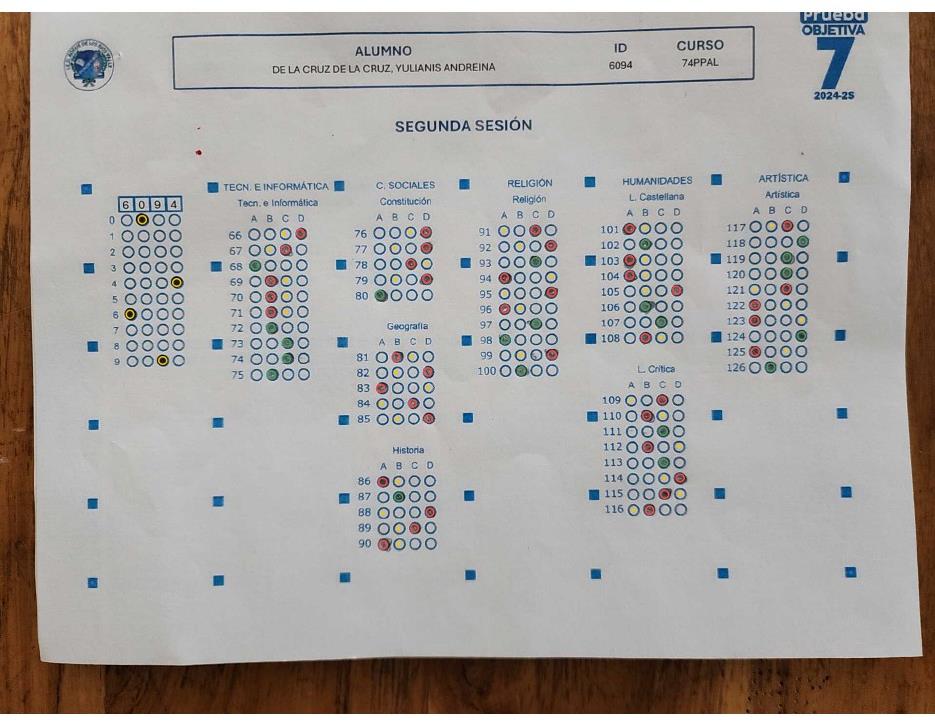 Prueba
OBJETIVA
7
2024-2S
ALUMNO
ID
CURSO
DE LA CRUZ DE LA CRUZ, YULIANIS ANDREINA
6094
74PPAL
SEGUNDA SESIÓN
6 0 9 4
0
1
2
3
4
5
6
7
8
9
TECN. E INFORMÁTICA
Tecn. e Informática
A B C D
66
67
68
69
70
71
72
73
74
75
C. SOCIALES
Constitución
A B C D
76
77
78
79
80
Geografía
A B C D
81
82
83
84
85
Historia
A B C D
86
87
88
89
90
RELIGIÓN
Religión
A B C D
91
92
93
94
95
96
97
98
99
100
HUMANIDADES
L. Castellana
A B C D
101
102
103
104
105
106
107
108
L. Crítica
A B C D
109
110
111
112
113
114
115
116
ARTÍSTICA
Artística
A B C D
117
118
119
120
121
122
123
124
125
126